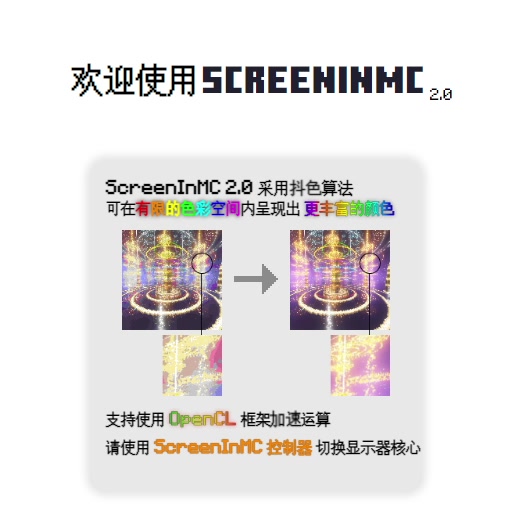 欢迎使用 SCREENINMC 2.0
ScreenInMC 2.0 采用抖色算法
可在有限的色彩空间内呈现出 更丰富的颜色
支持使用 OpenCL 框架加速运算
请使用 ScreenInMC 控制器 切换显示器核心